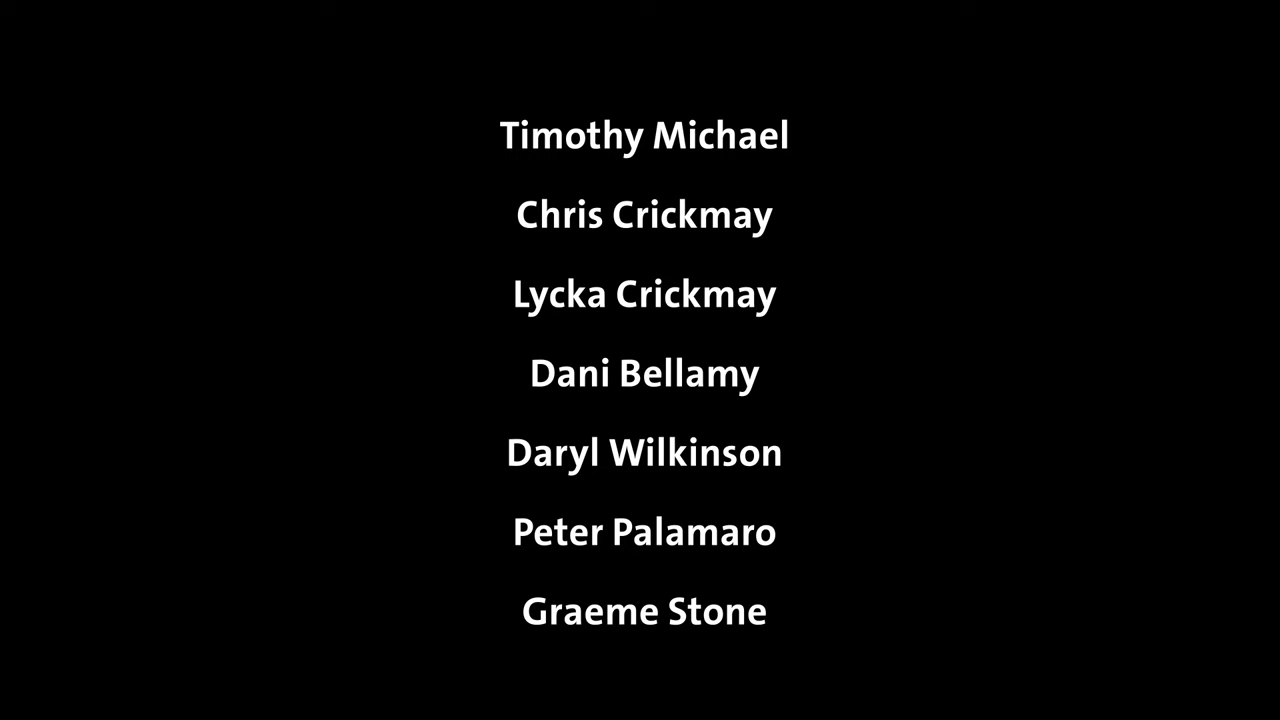 Timothy Michael
Chris Crickmay
Lycka Crickmay
Dani Bellamy
Daryl Wilkinson
Peter Palamaro
Graeme Stone